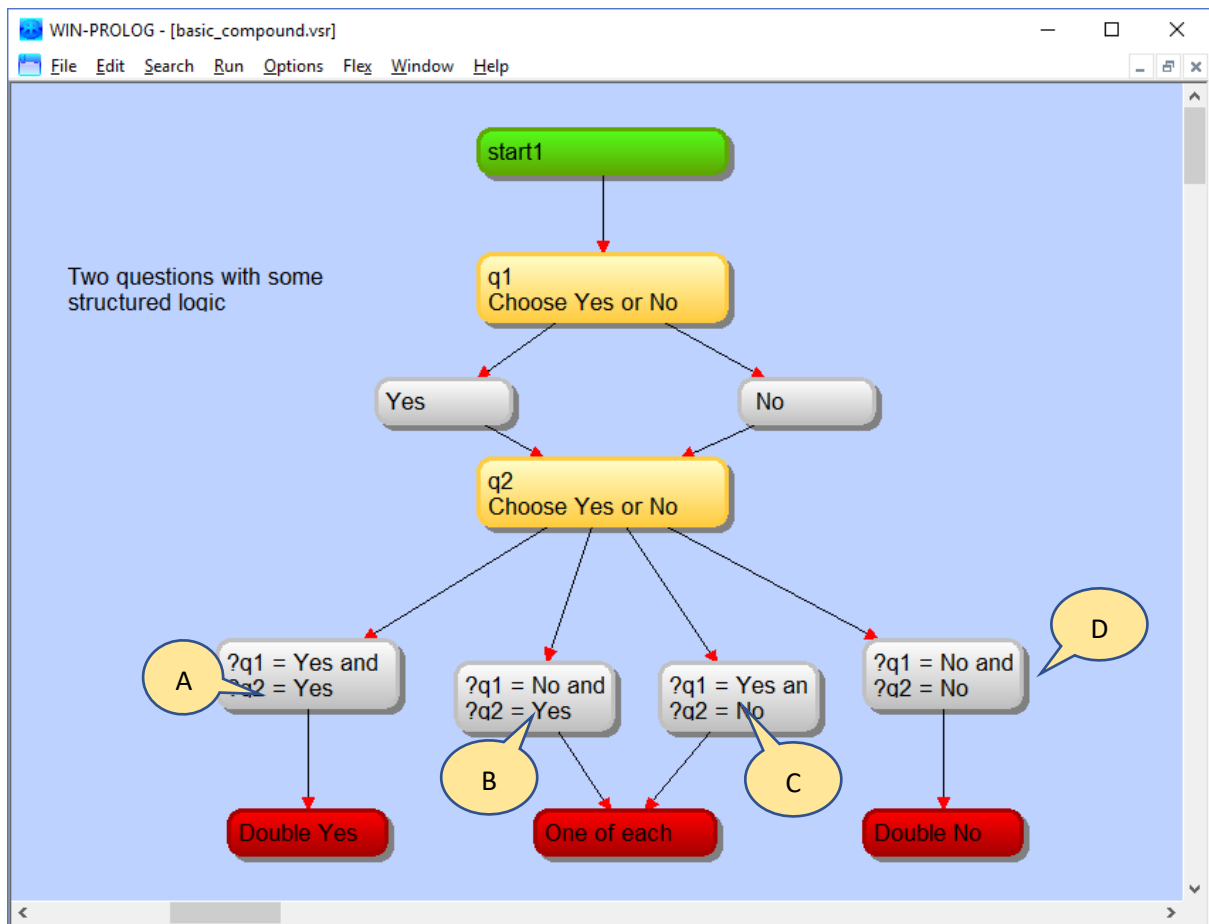 WIN-PROLOG - [basic_compound.vsr]
File Edit Search Run Options Flex Window Help
start1
Two questions with some
structured logic
q1
Choose Yes or No
Yes
No
q2
Choose Yes or No
?q1 = Yes and
?q2 = Yes
?q1 = No and
?q2 = Yes
?q1 = Yes an
?q2 = No
?q1 = No and
?q2 = No
A
B
C
D
Double Yes
One of each
Double No